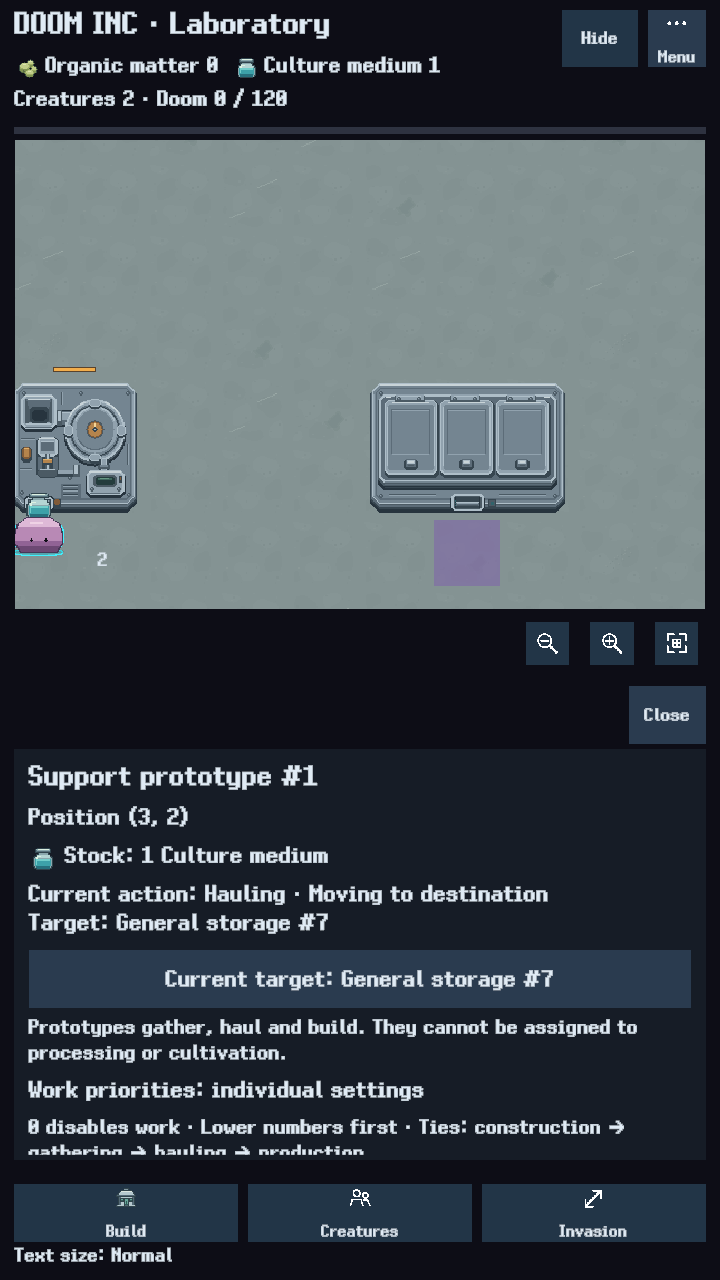 DOOM INC · Laboratory
Hide
Menu
Organic matter 0 Culture medium 1
Creatures 2 · Doom 0 / 120
2
Close
Support prototype #1
Position (3, 2)
Stock: 1 Culture medium
Current action: Hauling · Moving to destination
Target: General storage #7
Current target: General storage #7
Prototypes gather, haul and build. They cannot be assigned to
processing or cultivation.
Work priorities: individual settings
0 disables work · Lower numbers first · Ties: construction →
gathering → hauling → production
Build
Creatures
Invasion
Text size: Normal